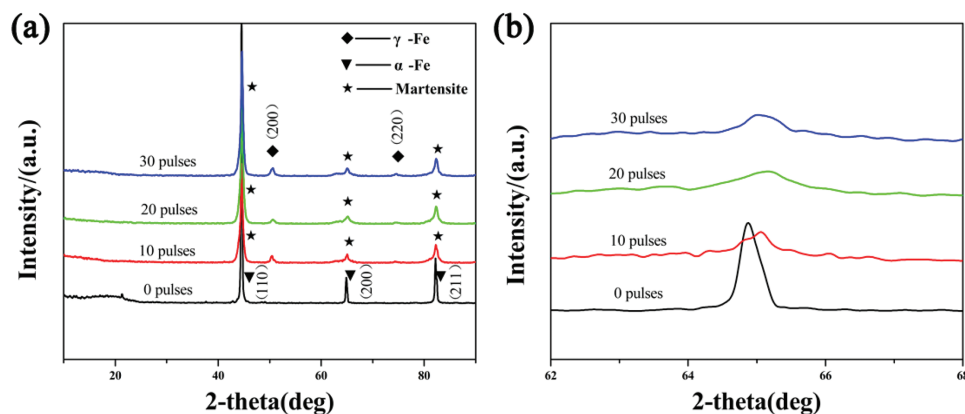 (a)
Intensity/(a.u.)
γ -Fe
α -Fe
Martensite
(200)
(220)
30 pulses
20 pulses
10 pulses
0 pulses
(110)
(200)
(211)
20
40
60
80
2-theta(deg)
(b)
Intensity/(a.u.)
30 pulses
20 pulses
10 pulses
0 pulses
62
64
66
68
2-theta(deg)